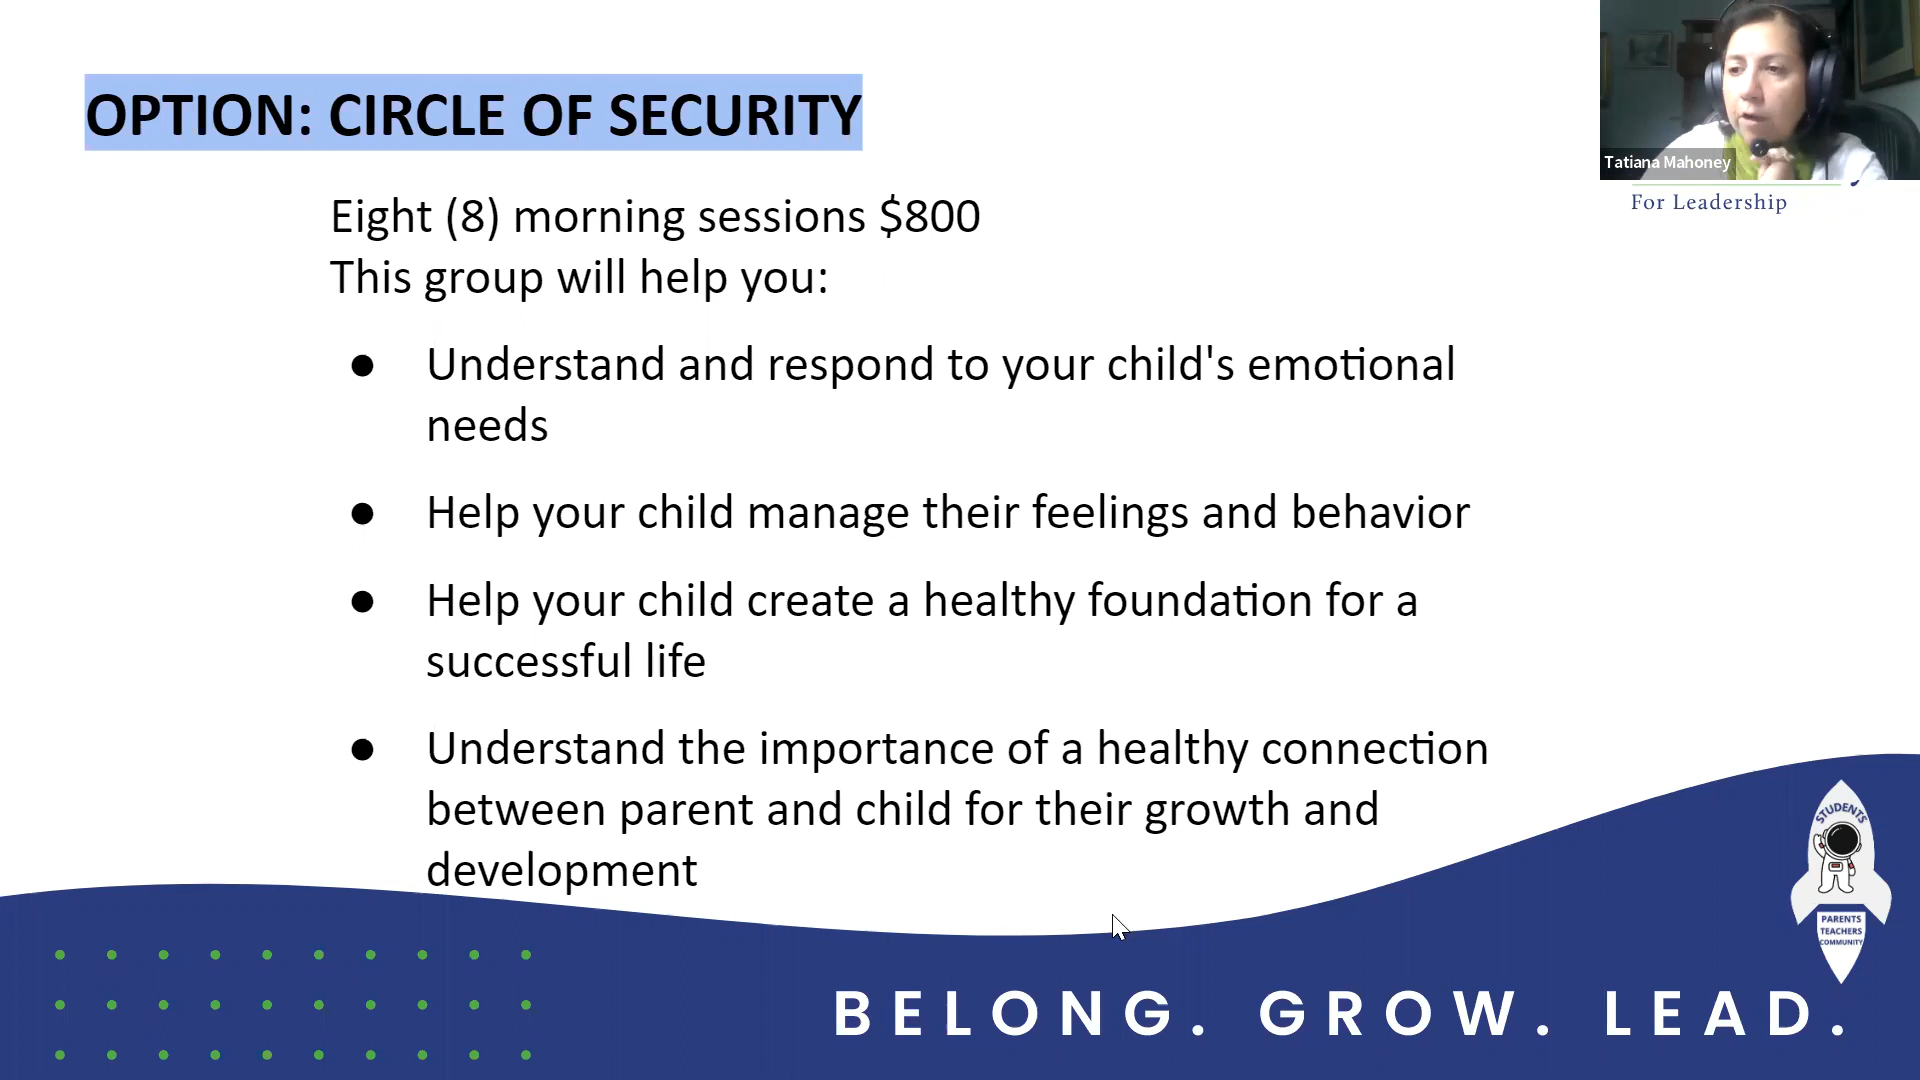 OPTION: CIRCLE OF SECURITY
Tatiana Mahoney
For Leadership
Eight (8) morning sessions $800
This group will help you:
● Understand and respond to your child's emotional
needs
● Help your child manage their feelings and behavior
● Help your child create a healthy foundation for a
successful life
● Understand the importance of a healthy connection
between parent and child for their growth and
development
STUDENTS
PARENTS
TEACHERS
COMMUNITY
BELONG. GROW. LEAD.